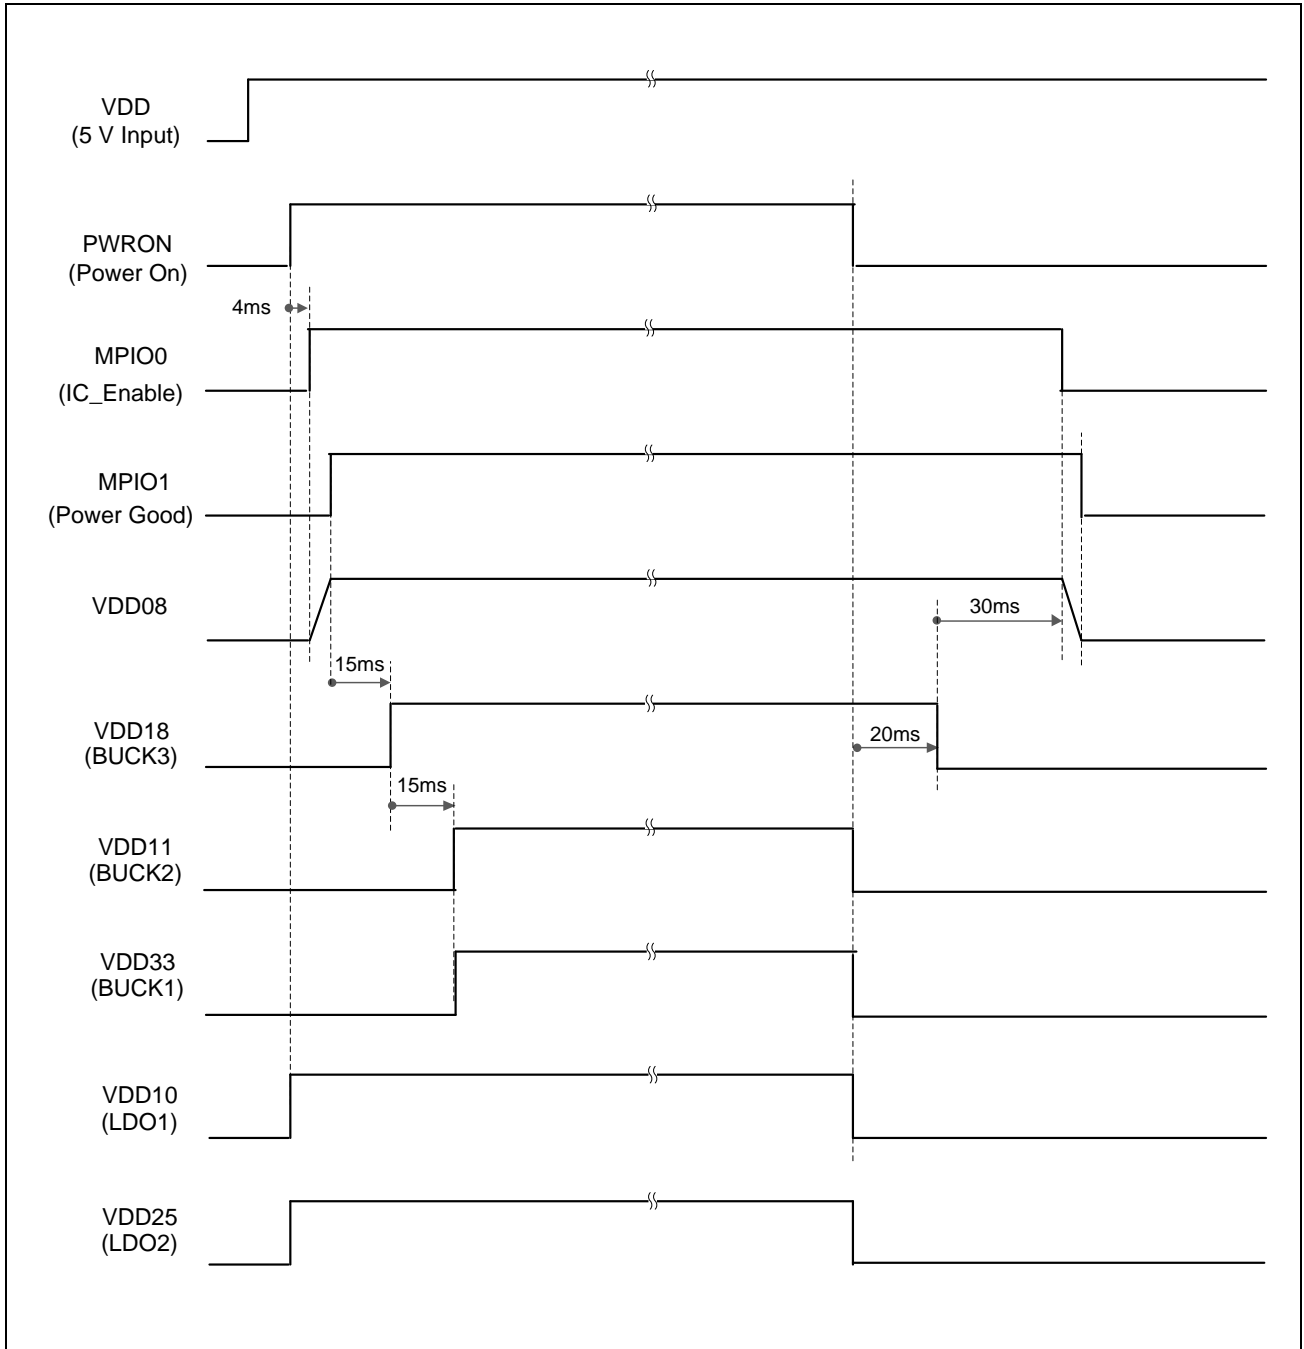 VDD
(5 V Input)
PWRON
(Power On)
4ms
MPIO0
(IC_Enable)
MPIO1
(Power Good)
VDD08
30ms
15ms
VDD18
(BUCK3)
20ms
15ms
VDD11
(BUCK2)
VDD33
(BUCK1)
VDD10
(LDO1)
VDD25
(LDO2)